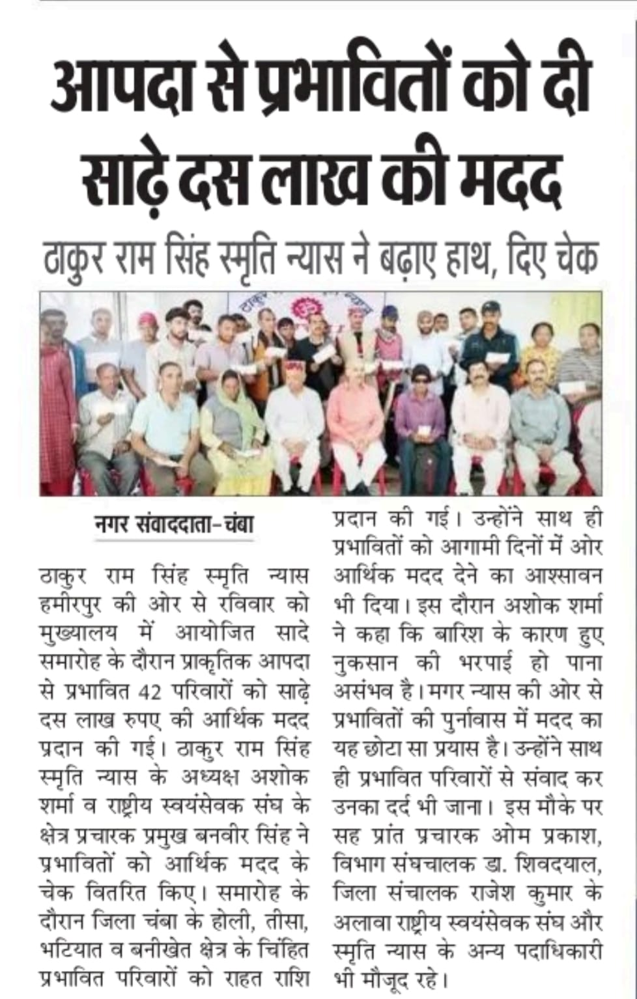 आपदा से प्रभावितों को दी
साढ़े दस लाख की मदद
ठाकुर राम सिंह स्मृति न्यास ने बढ़ाए हाथ, दिए चेक
ठाकुर
न्यास
नगर संवाददाता-चंबा
ठाकुर राम सिंह स्मृति न्यास
हमीरपुर की ओर से रविवार को
मुख्यालय में आयोजित सादे
समारोह के दौरान प्राकृतिक आपदा
से प्रभावित 42 परिवारों को साढ़े
दस लाख रुपए की आर्थिक मदद
प्रदान की गई। ठाकुर राम सिंह
स्मृति न्यास के अध्यक्ष अशोक
शर्मा व राष्ट्रीय स्वयंसेवक संघ के
क्षेत्र प्रचारक प्रमुख बनवीर सिंह ने
प्रभावितों को आर्थिक मदद के
चेक वितरित किए। समारोह के
दौरान जिला चंबा के होली, तीसा,
भटियात व बनीखेत क्षेत्र के चिंहित
प्रभावित परिवारों को राहत राशि
प्रदान की गई। उन्होंने साथ ही
प्रभावितों को आगामी दिनों में ओर
आर्थिक मदद देने का आश्सावन
भी दिया। इस दौरान अशोक शर्मा
ने कहा कि बारिश के कारण हुए
नुकसान की भरपाई हो पाना
असंभव है। मगर न्यास की ओर से
प्रभावितों की पुर्नावास में मदद का
यह छोटा सा प्रयास है। उन्होंने साथ
ही प्रभावित परिवारों से संवाद कर
उनका दर्द भी जाना। इस मौके पर
सह प्रांत प्रचारक ओम प्रकाश,
विभाग संघचालक डा. शिवदयाल,
जिला संचालक राजेश कुमार के
अलावा राष्ट्रीय स्वयंसेवक संघ और
स्मृति न्यास के अन्य पदाधिकारी
भी मौजूद रहे।